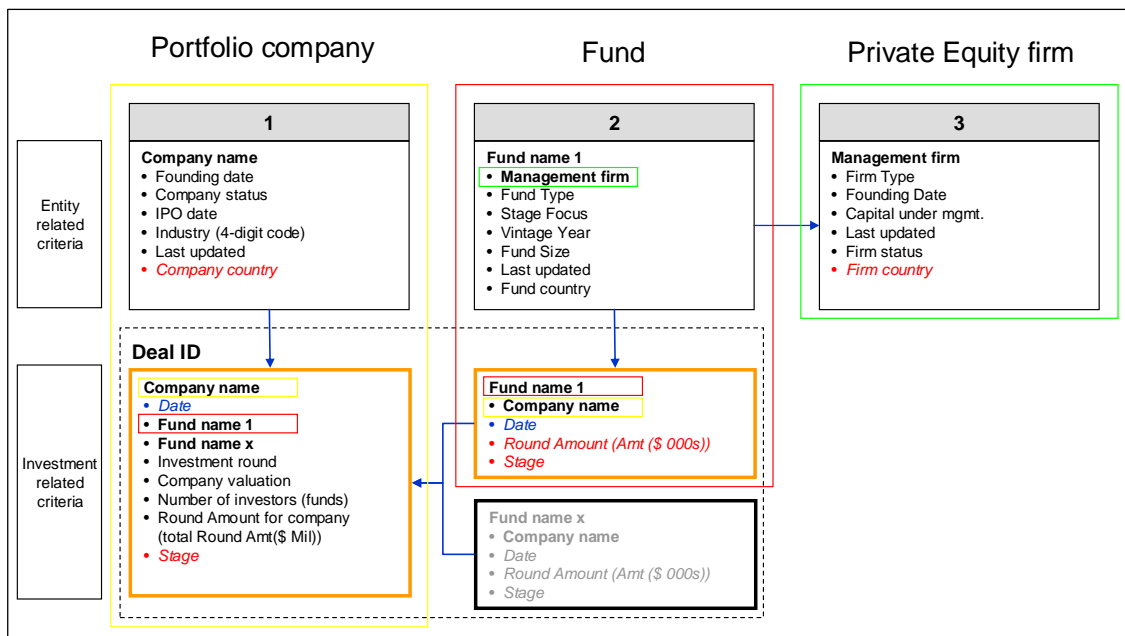 Portfolio company
Fund
Private Equity firm
Entity
related
criteria
1
Company name
• Founding date
• Company status
• IPO date
• Industry (4-digit code)
• Last updated
• Company country
2
Fund name 1
• Management firm
• Fund Type
• Stage Focus
• Vintage Year
• Fund Size
• Last updated
• Fund country
3
Management firm
• Firm Type
• Founding Date
• Capital under mgmt.
• Last updated
• Firm status
• Firm country
Investment
related
criteria
Deal ID
Company name
• Date
• Fund name 1
• Fund name x
• Investment round
• Company valuation
• Number of investors (funds)
• Round Amount for company
(total Round Amt($ Mil))
• Stage
Fund name 1
• Company name
• Date
• Round Amount (Amt ($ 000s))
• Stage
Fund name x
• Company name
• Date
• Round Amount (Amt ($ 000s))
• Stage